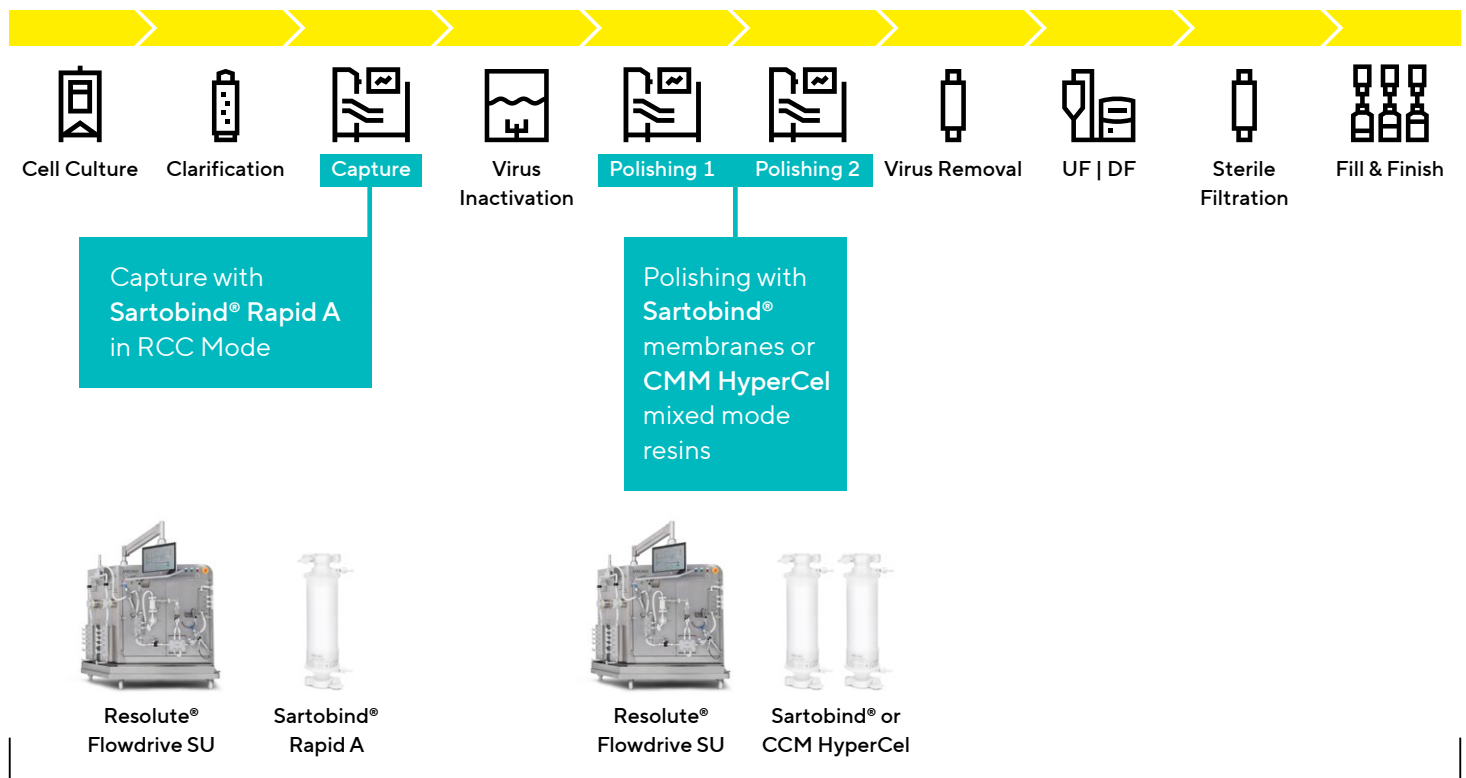 Cell Culture
Clarification
Capture
Virus
Inactivation
Polishing 1
Polishing 2
Virus Removal
UF | DF
Sterile
Filtration
Fill & Finish
Capture with
Sartobind® Rapid A
in RCC Mode
Polishing with
Sartobind®
membranes or
CMM HyperCel
mixed mode
resins
Resolute®
Flowdrive SU
Sartobind®
Rapid A
Resolute®
Flowdrive SU
Sartobind® or
CCM HyperCel